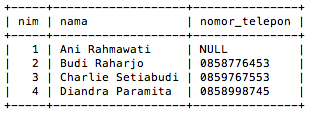 +------+--------------------+---------------+
| nim | nama | nomor_telepon |
+------+--------------------+---------------+
| 1 | Ani Rahmawati | NULL |
| 2 | Budi Raharjo | 0858776453 |
| 3 | Charlie Setiabudi | 0859767553 |
| 4 | Diandra Paramita | 0858998745 |
+------+--------------------+---------------+